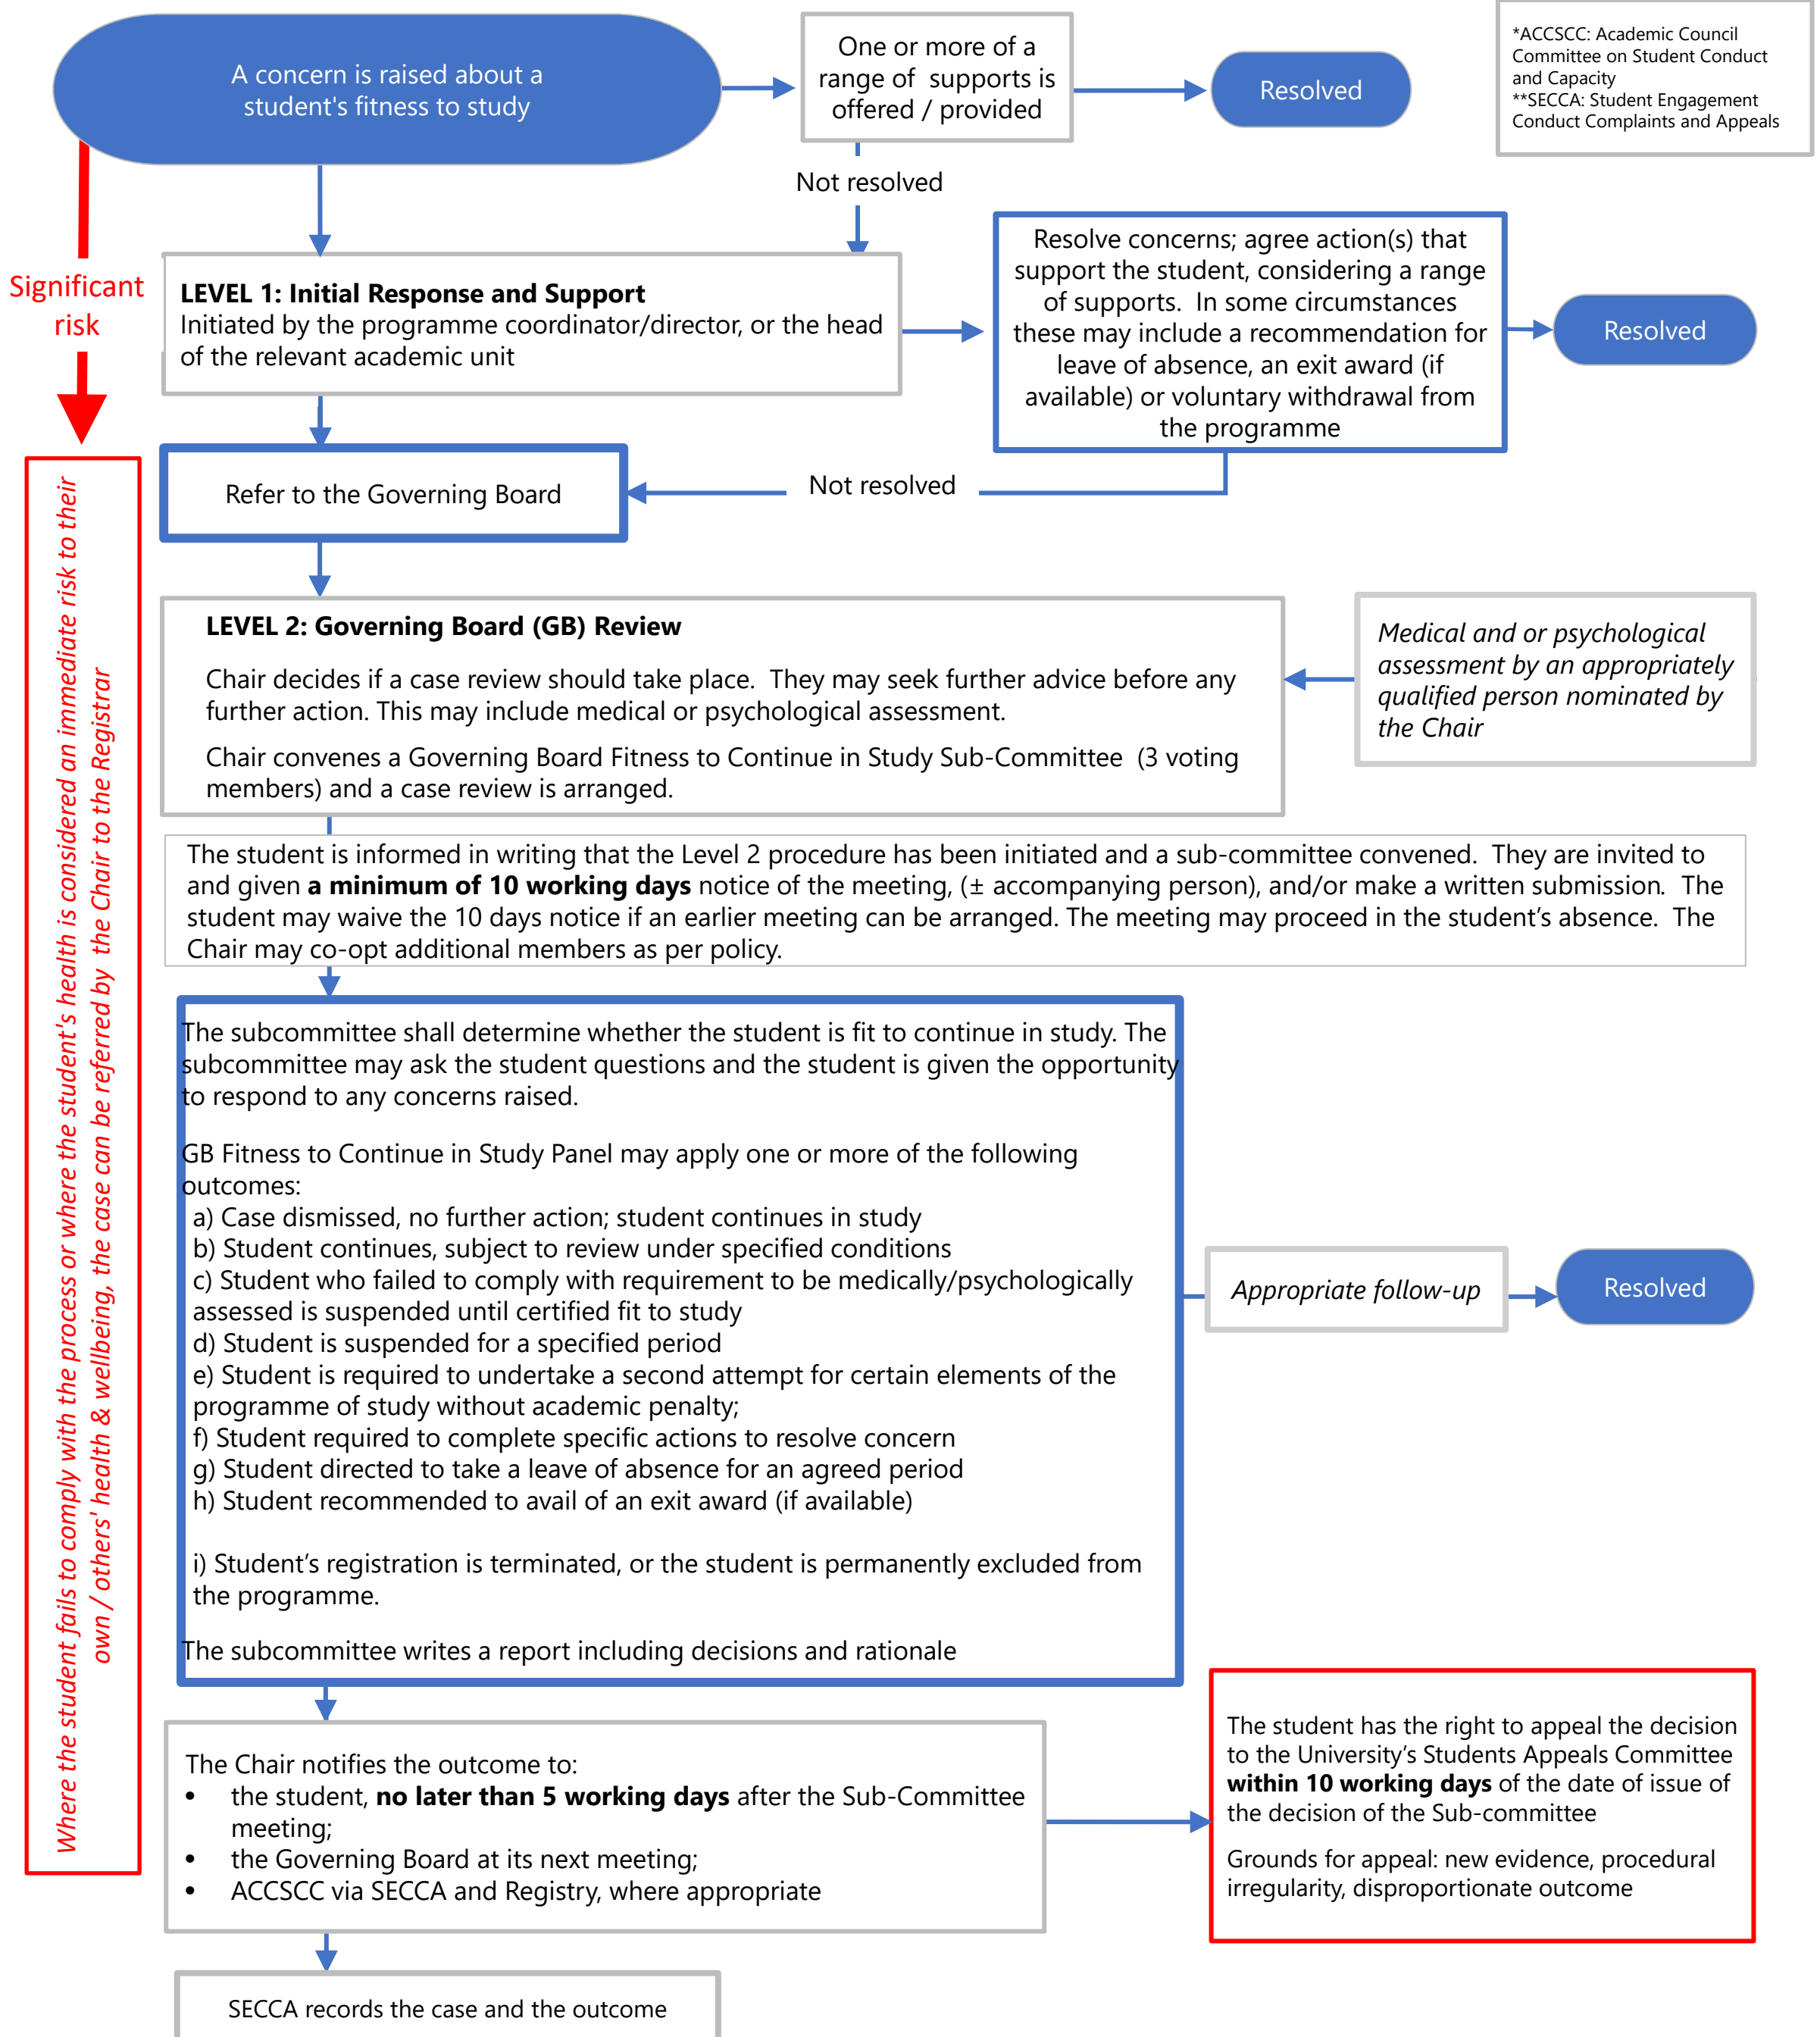 A concern is raised about a
student's fitness to study
One or more of a
range of supports is
offered / provided
Resolved
*ACCSCC: Academic Council
Committee on Student Conduct
and Capacity
**SECCA: Student Engagement
Conduct Complaints and Appeals
Not resolved
Significant
risk
LEVEL 1: Initial Response and Support
Initiated by the programme coordinator/director, or the head
of the relevant academic unit
Resolve concerns; agree action(s) that
support the student, considering a range
of supports. In some circumstances
these may include a recommendation for
leave of absence, an exit award (if
available) or voluntary withdrawal from
the programme
Resolved
Refer to the Governing Board
Not resolved
Where the student fails to comply with the process or where the student's health is considered an immediate risk to their
own / others' health & wellbeing, the case can be referred by the Chair to the Registrar
LEVEL 2: Governing Board (GB) Review
Chair decides if a case review should take place. They may seek further advice before any
further action. This may include medical or psychological assessment.
Chair convenes a Governing Board Fitness to Continue in Study Sub-Committee (3 voting
members) and a case review is arranged.
Medical and or psychological
assessment by an appropriately
qualified person nominated by
the Chair
The student is informed in writing that the Level 2 procedure has been initiated and a sub-committee convened. They are invited to
and given a minimum of 10 working days notice of the meeting, (± accompanying person), and/or make a written submission. The
student may waive the 10 days notice if an earlier meeting can be arranged. The meeting may proceed in the student's absence. The
Chair may co-opt additional members as per policy.
The subcommittee shall determine whether the student is fit to continue in study. The
subcommittee may ask the student questions and the student is given the opportunity
to respond to any concerns raised.
GB Fitness to Continue in Study Panel may apply one or more of the following
outcomes:
a) Case dismissed, no further action; student continues in study
b) Student continues, subject to review under specified conditions
c) Student who failed to comply with requirement to be medically/psychologically
assessed is suspended until certified fit to study
d) Student is suspended for a specified period
e) Student is required to undertake a second attempt for certain elements of the
programme of study without academic penalty;
f) Student required to complete specific actions to resolve concern
g) Student directed to take a leave of absence for an agreed period
h) Student recommended to avail of an exit award (if available)
i) Student's registration is terminated, or the student is permanently excluded from
the programme.
The subcommittee writes a report including decisions and rationale
Appropriate follow-up
Resolved
The Chair notifies the outcome to:
• the student, no later than 5 working days after the Sub-Committee
meeting;
• the Governing Board at its next meeting;
• ACCSCC via SECCA and Registry, where appropriate
The student has the right to appeal the decision
to the University's Students Appeals Committee
within 10 working days of the date of issue of
the decision of the Sub-committee
Grounds for appeal: new evidence, procedural
irregularity, disproportionate outcome
SECCA records the case and the outcome